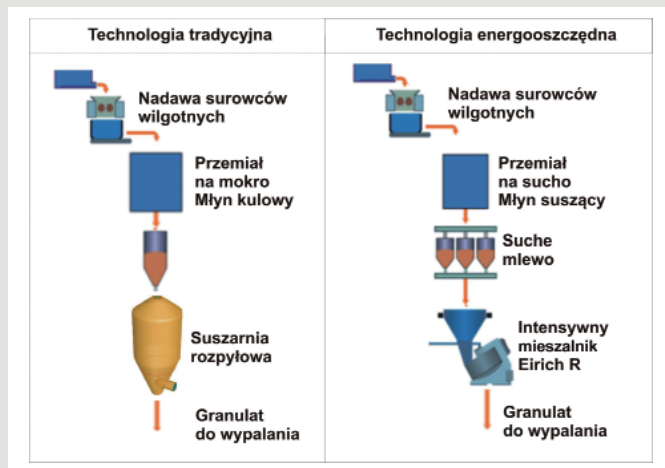 Technologia tradycyjna
Nadawa surowców
wilgotnych
Przemiał
na mokro
Młyn kulowy
Suszarnia
rozpyłowa
Granulat
do wypalania
Technologia energooszczędna
Nadawa surowców
wilgotnych
Przemiał
na sucho
Młyn suszący
Suche
mlewo
Intensywny
mieszalnik
Eirich R
Granulat
do wypalania